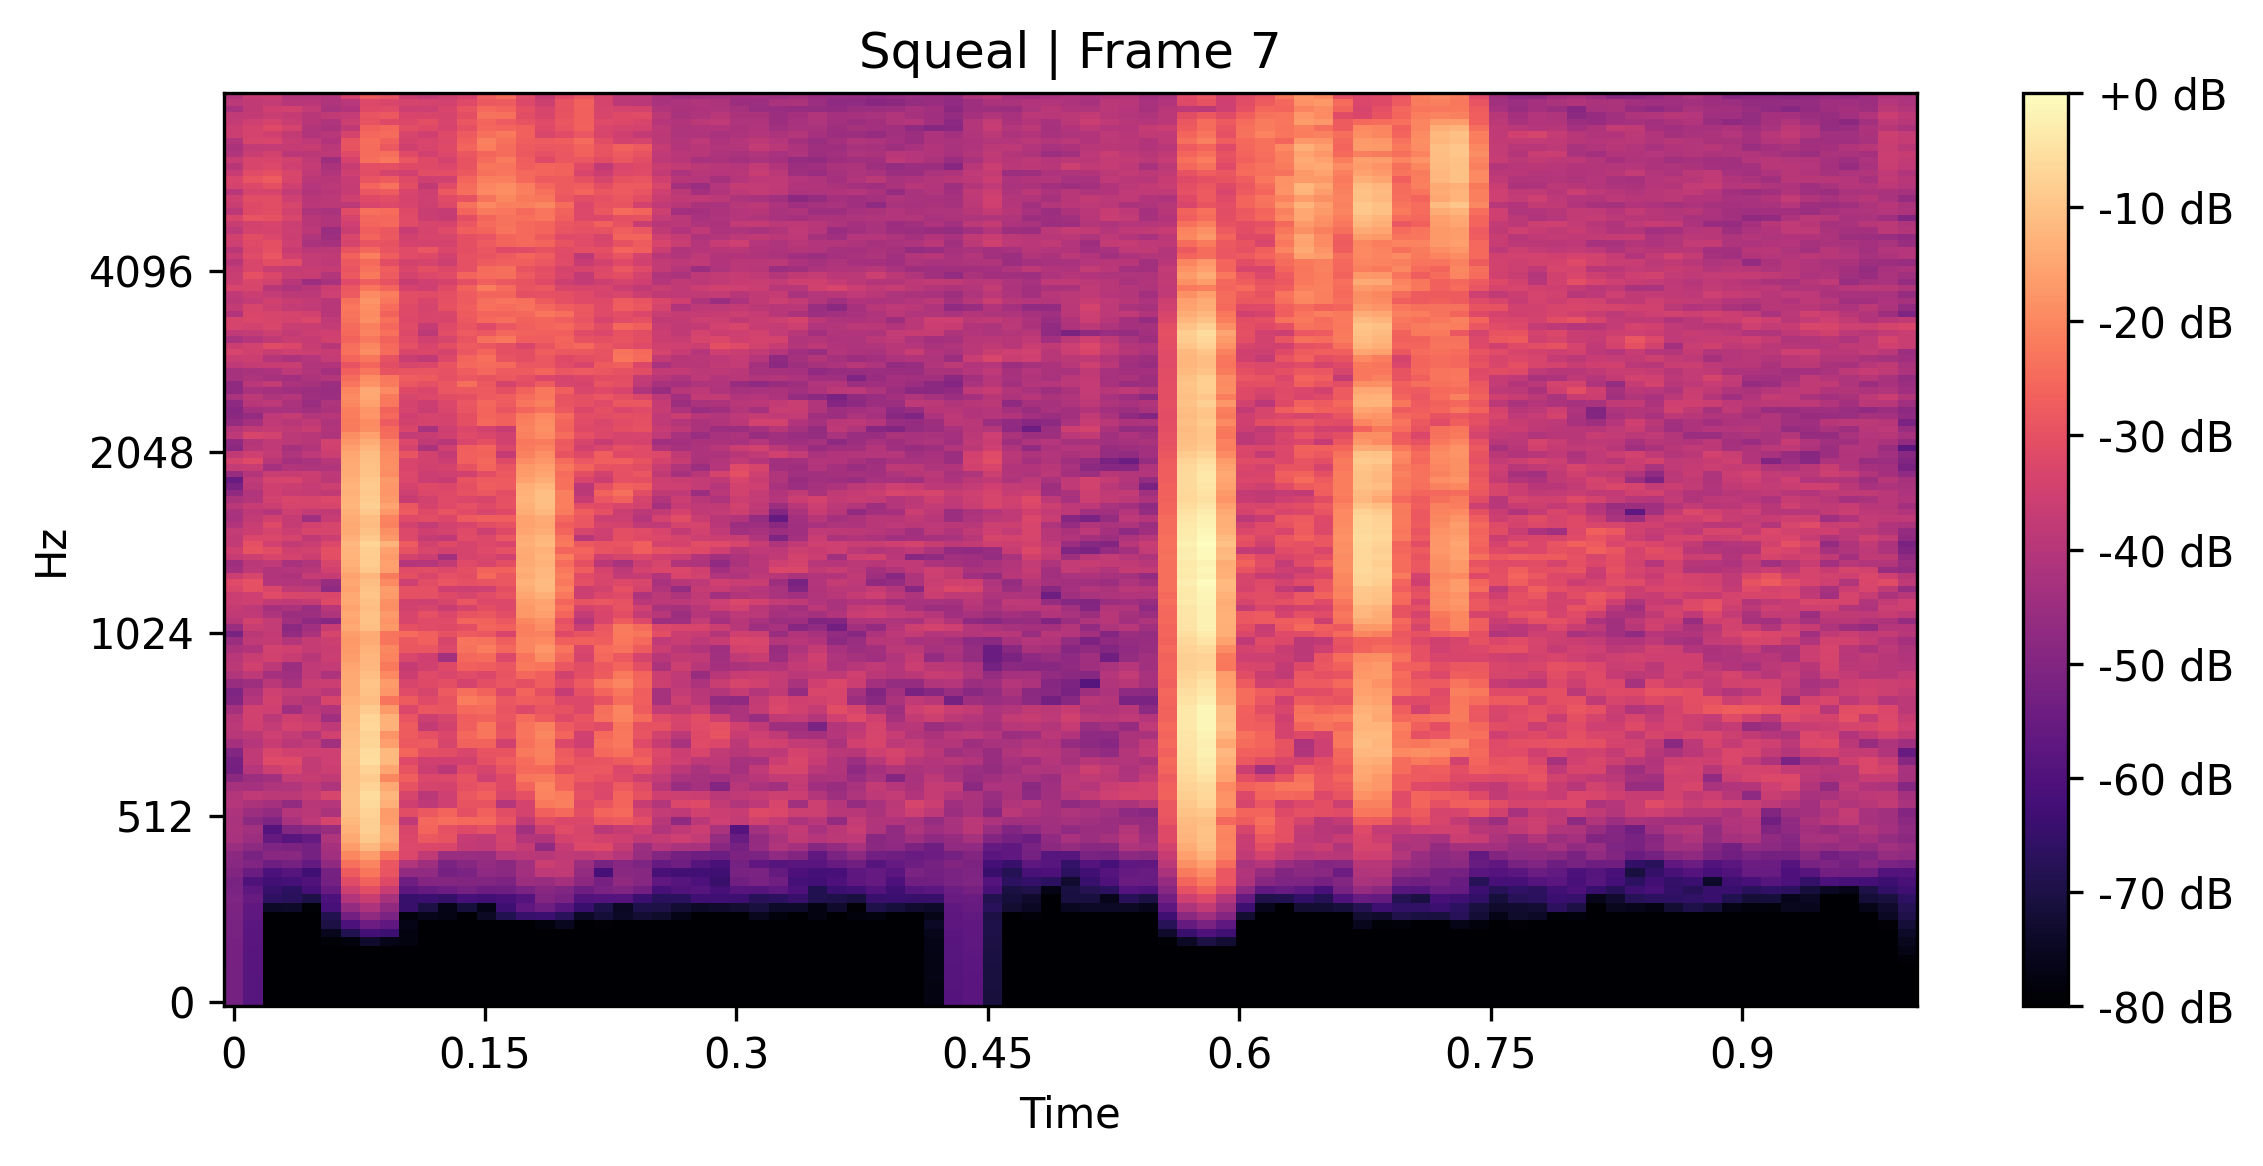 Squeal | Frame 7
Hz
4096
2048
1024
512
0
0 0.15 0.3 0.45 0.6 0.75 0.9
Time
+0 dB
-10 dB
-20 dB
-30 dB
-40 dB
-50 dB
-60 dB
-70 dB
-80 dB